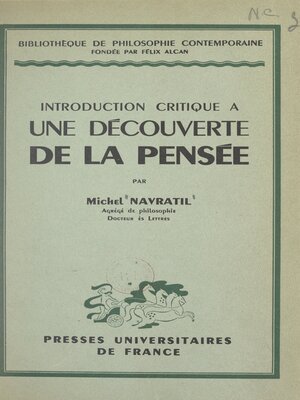 N.C.
BIBLIOTHÈQUE DE PHILOSOPHIE CONTEMPORAINE
FONDÉE PAR FÉLIX ALCAN
INTRODUCTION CRITIQUE A
UNE DÉCOUVERTE
DE LA PENSÉE
PAR
Michel NAVRATIL
Agrégé de philosophie
Docteur ès Lettres
PRESSES UNIVERSITAIRES
DE FRANCE